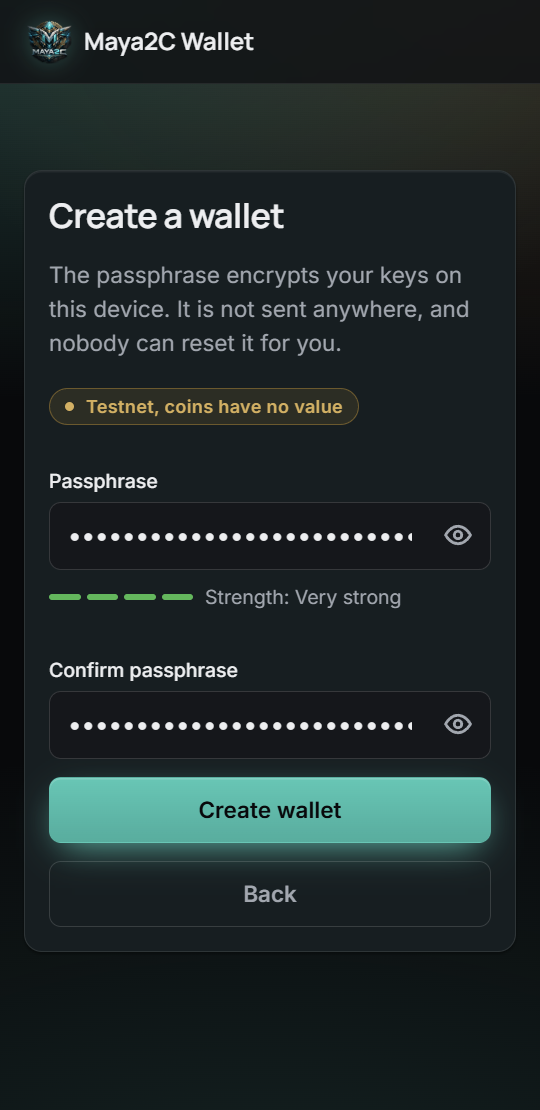 MAYA2C
Maya2C Wallet
Create a wallet
The passphrase encrypts your keys on
this device. It is not sent anywhere, and
nobody can reset it for you.
Testnet, coins have no value
Passphrase
Strength: Very strong
Confirm passphrase
Create wallet
Back